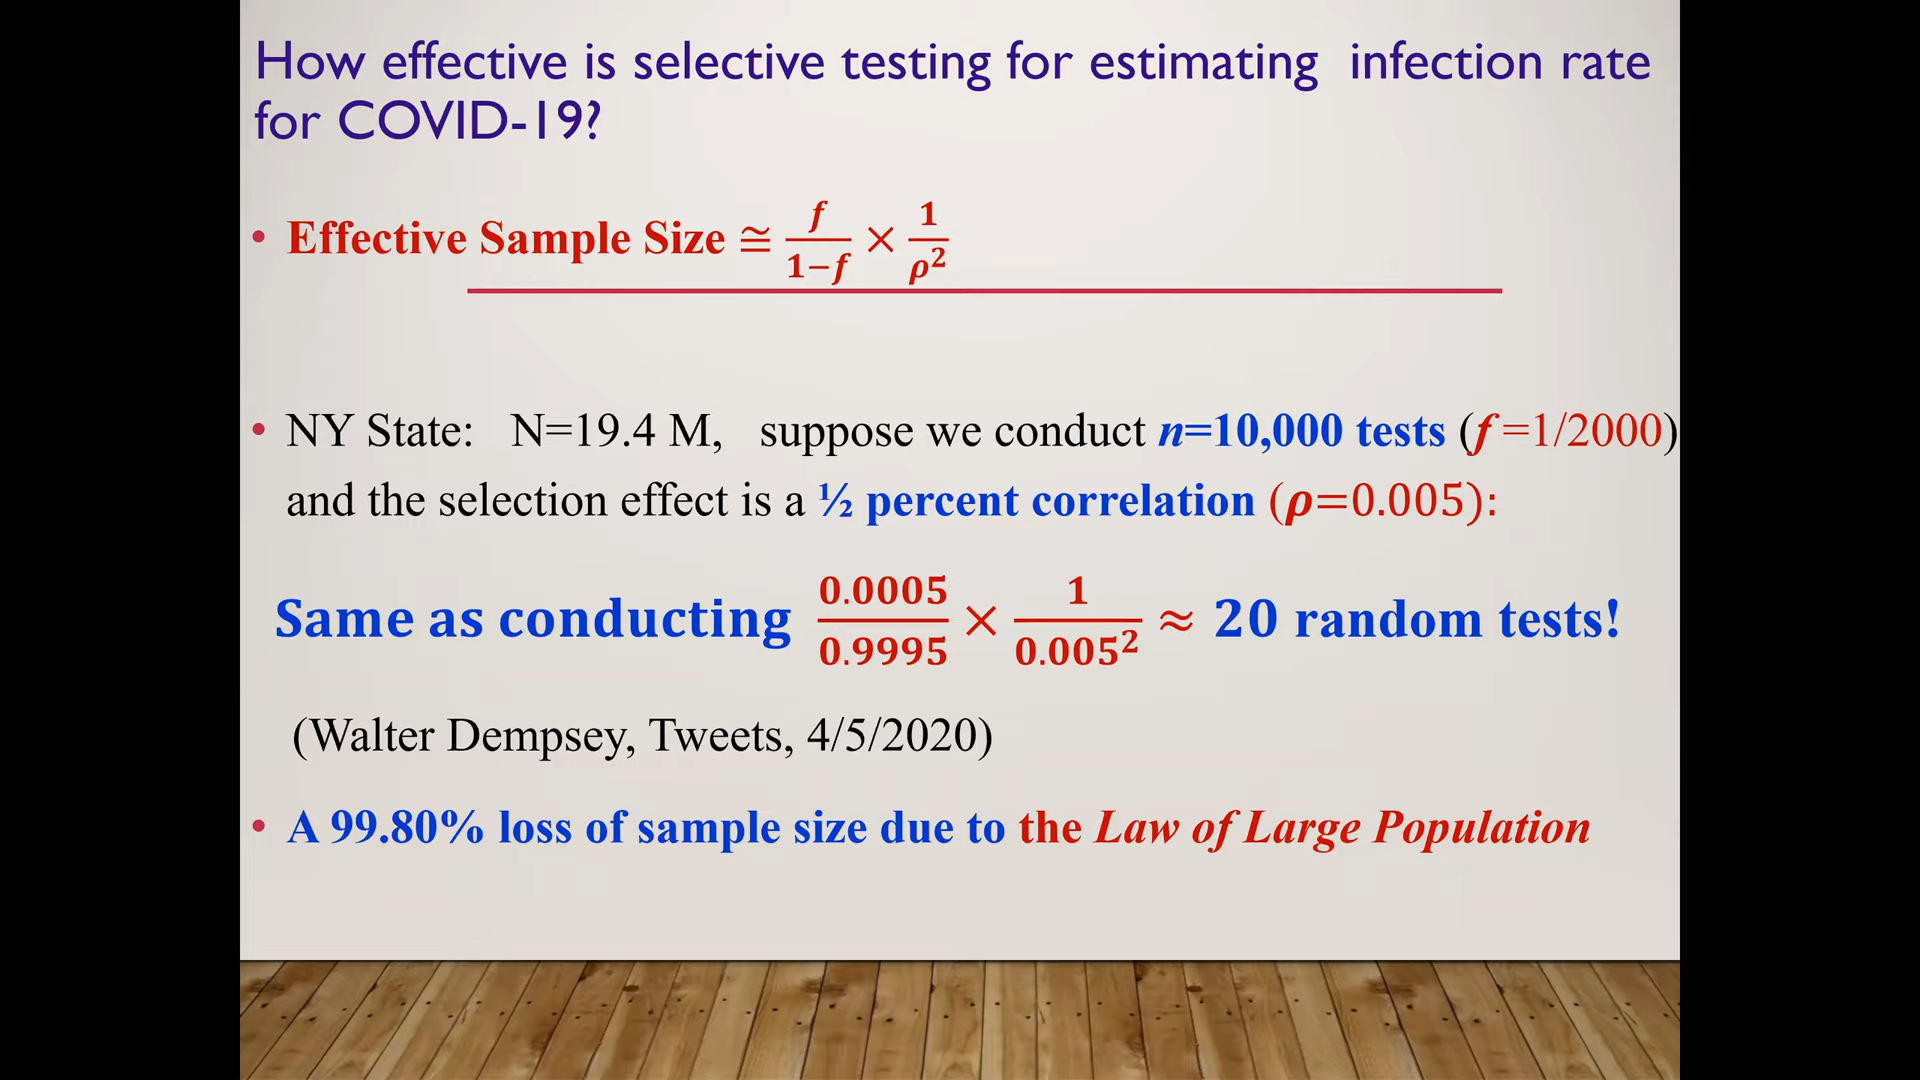 How effective is selective testing for estimating infection rate
for COVID-19?
• Effective Sample Size ≅ f/(1−f) × 1/ρ²
• NY State: N=19.4 M, suppose we conduct n=10,000 tests (f=1/2000)
and the selection effect is a ½ percent correlation (ρ=0.005):
Same as conducting 0.0005/0.9995 × 1/0.005² ≈ 20 random tests!
(Walter Dempsey, Tweets, 4/5/2020)
• A 99.80% loss of sample size due to the Law of Large Population